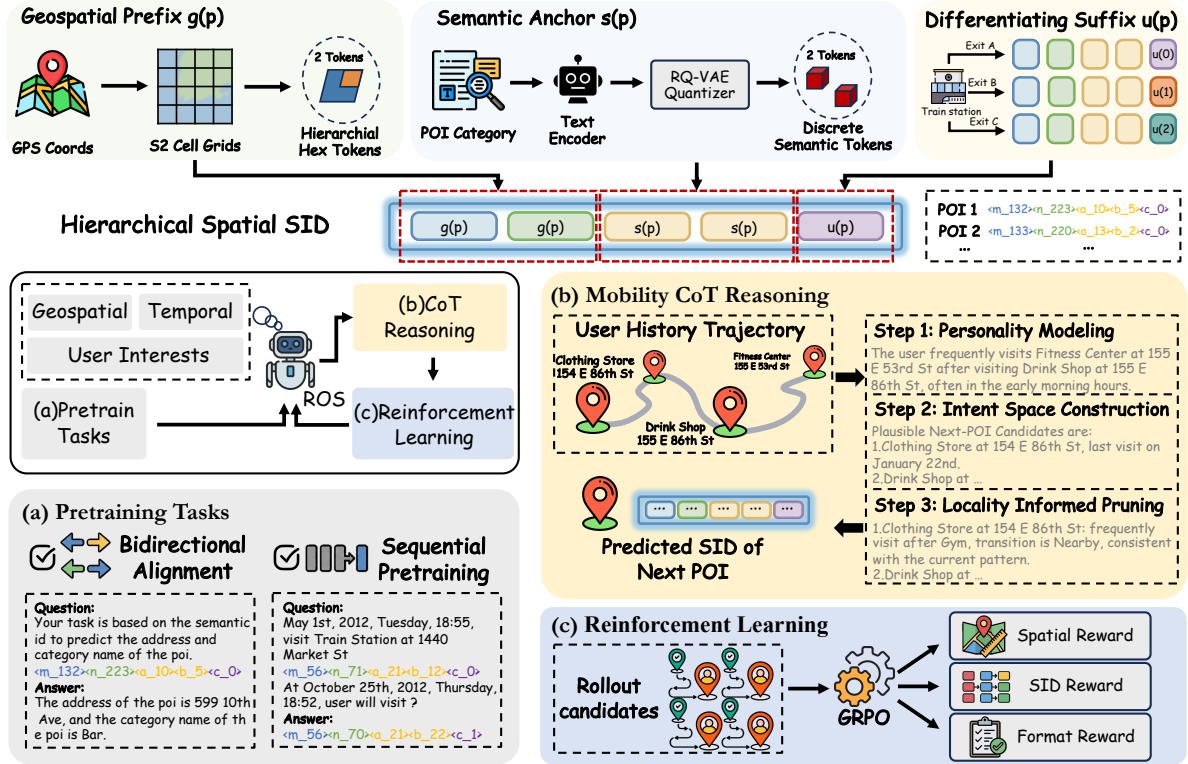 Geospatial Prefix g(p)
GPS Coords
S2 Cell Grids
2 Tokens
Hierarchial
Hex Tokens
Semantic Anchor s(p)
POI Category
Text
Encoder
RQ-VAE
Quantizer
2 Tokens
Discrete
Semantic Tokens
Differentiating Suffix u(p)
Exit A
Exit B
Train station
Exit C
u(0)
u(1)
u(2)
Hierarchical Spatial SID
g(p)
g(p)
s(p)
s(p)
u(p)
POI 1 <m_132><n_223><a_10><b_5><c_0>
POI 2 <m_133><n_220><a_13><b_2><c_0>
... ...
Geospatial
Temporal
User Interests
(a)Pretrain
Tasks
ROS
(b)CoT
Reasoning
(c)Reinforcement
Learning
(a) Pretraining Tasks
Bidirectional
Alignment
Question:
Your task is based on the semantic
id to predict the address and
category name of the poi.
<m_132><n_223><a_10><b_5><c_0>
Answer:
The address of the poi is 599 10th
Ave, and the category name of th
e poi is Bar.
Sequential
Pretraining
Question:
May 1st, 2012, Tuesday, 18:55,
visit Train Station at 1440
Market St
<m_56><n_71><a_21><b_12><c_0>
At October 25th, 2012, Thursday,
18:52, user will visit ?
Answer:
<m_56><n_70><a_21><b_22><c_1>
(b) Mobility CoT Reasoning
User History Trajectory
Clothing Store
154 E 86th St
Fitness Center
155 E 53rd St
Drink Shop
155 E 86th St
Predicted SID of
Next POI
... ... ... ... ...
Step 1: Personality Modeling
The user frequently visits Fitness Center at 155
E 53rd St after visiting Drink Shop at 155 E
86th St, often in the early morning hours.
Step 2: Intent Space Construction
Plausible Next-POI Candidates are:
1.Clothing Store at 154 E 86th St, last visit on
January 22nd.
2.Drink Shop at ...
Step 3: Locality Informed Pruning
1.Clothing Store at 154 E 86th St: frequently
visit after Gym, transition is Nearby, consistent
with the current pattern.
2.Drink Shop at ...
(c) Reinforcement Learning
Rollout
candidates
GRPO
Spatial Reward
SID Reward
Format Reward